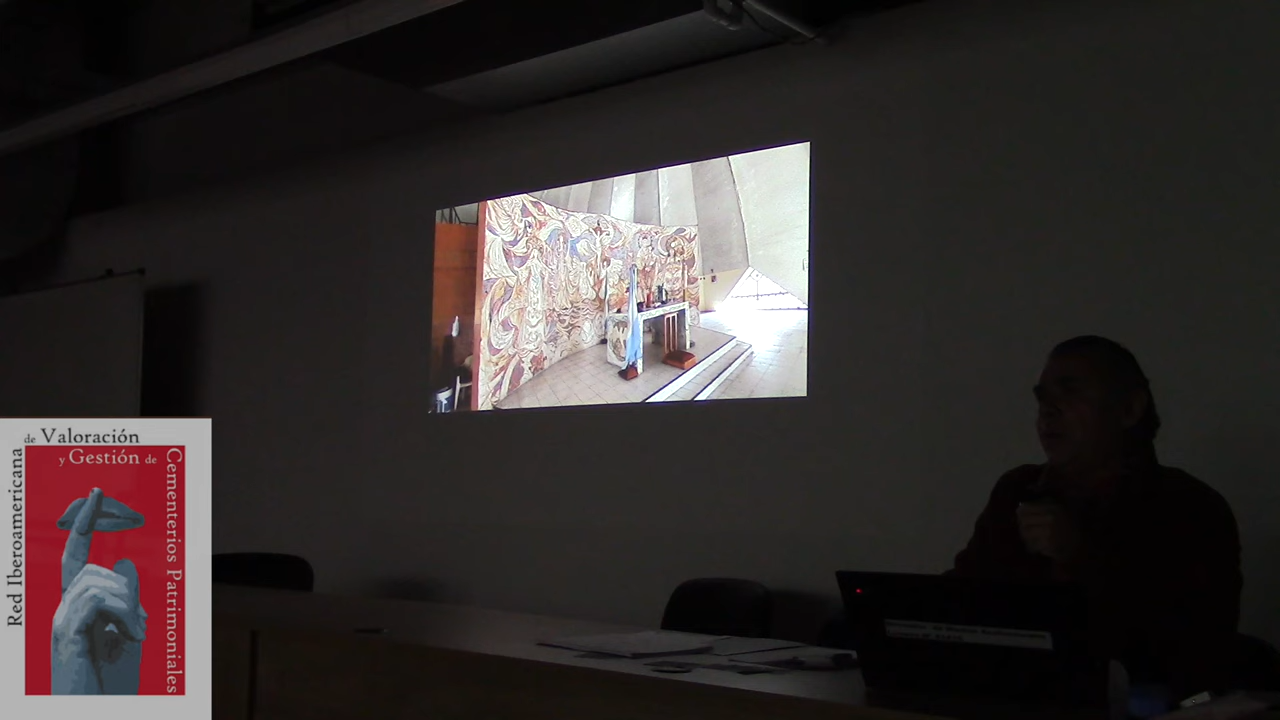 Red Iberoamericana
de Valoración
y Gestión de
Cementerios Patrimoniales